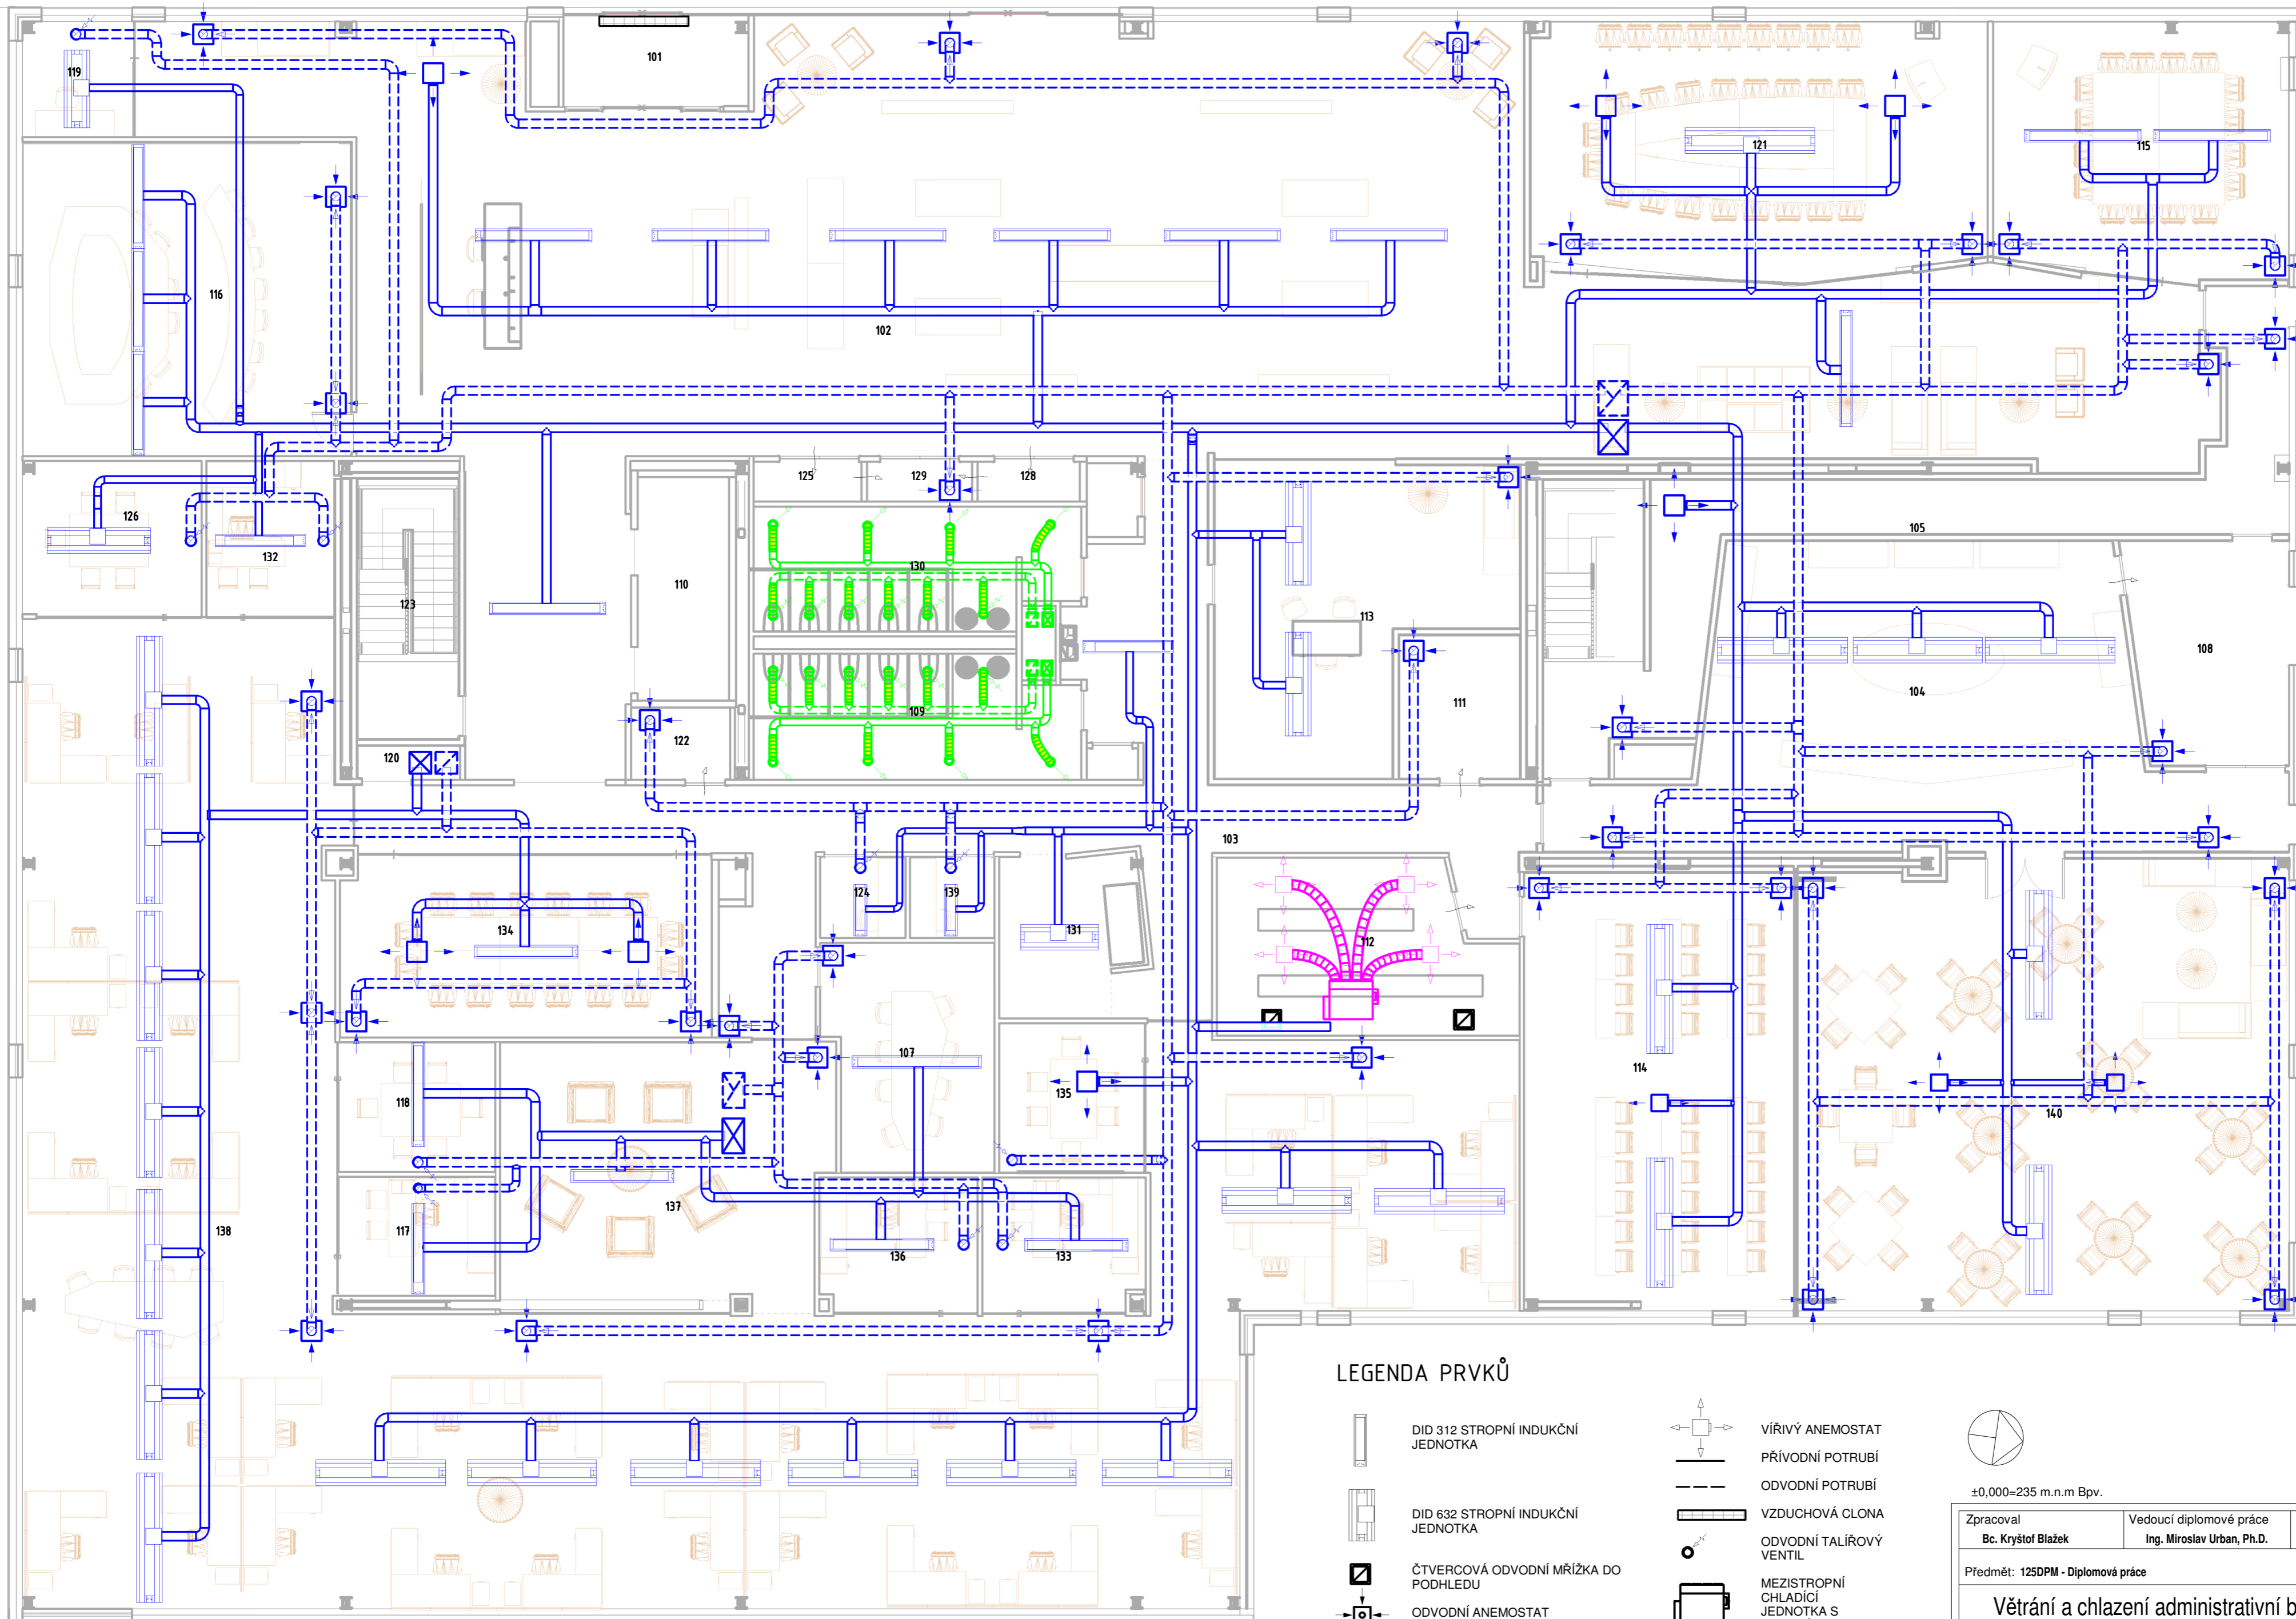 101
119
121
115
116
102
125
129
128
126
132
130
105
110
123
113
108
104
111
109
122
120
103
124
139
134
131
112
107
114
118
135
140
137
117
138
136
133
LEGENDA PRVKŮ
DID 312 STROPNÍ INDUKČNÍ
JEDNOTKA
DID 632 STROPNÍ INDUKČNÍ
JEDNOTKA
ČTVERCOVÁ ODVODNÍ MŘÍŽKA DO
PODHLEDU
ODVODNÍ ANEMOSTAT
VÍŘIVÝ ANEMOSTAT
PŘÍVODNÍ POTRUBÍ
ODVODNÍ POTRUBÍ
VZDUCHOVÁ CLONA
ODVODNÍ TALÍŘOVÝ
VENTIL
MEZISTROPNÍ
CHLADÍCÍ
JEDNOTKA S
±0,000=235 m.n.m Bpv.
Zpracoval
Bc. Kryštof Blažek
Vedoucí diplomové práce
Ing. Miroslav Urban, Ph.D.
Předmět: 125DPM - Diplomová práce
Větrání a chlazení administrativní b